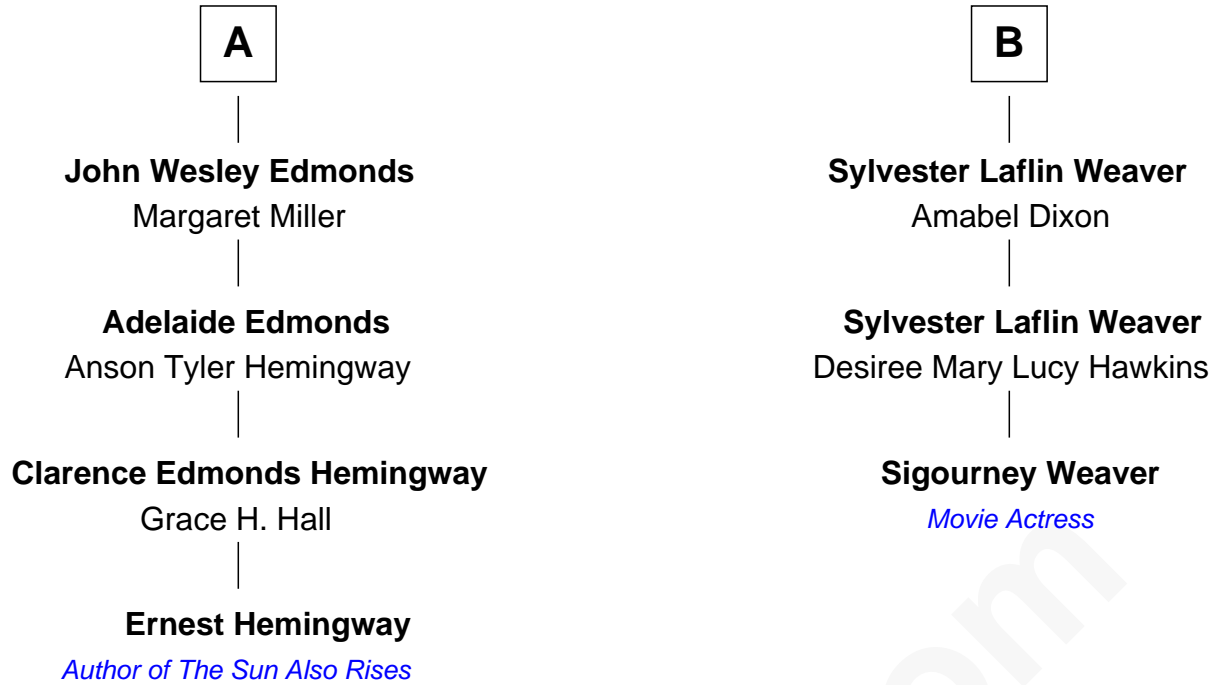 A
John Wesley Edmonds
Margaret Miller
Adelaide Edmonds
Anson Tyler Hemingway
Clarence Edmonds Hemingway
Grace H. Hall
Ernest Hemingway
Author of The Sun Also Rises
B
Sylvester Laflin Weaver
Amabel Dixon
Sylvester Laflin Weaver
Desiree Mary Lucy Hawkins
Sigourney Weaver
Movie Actress
om